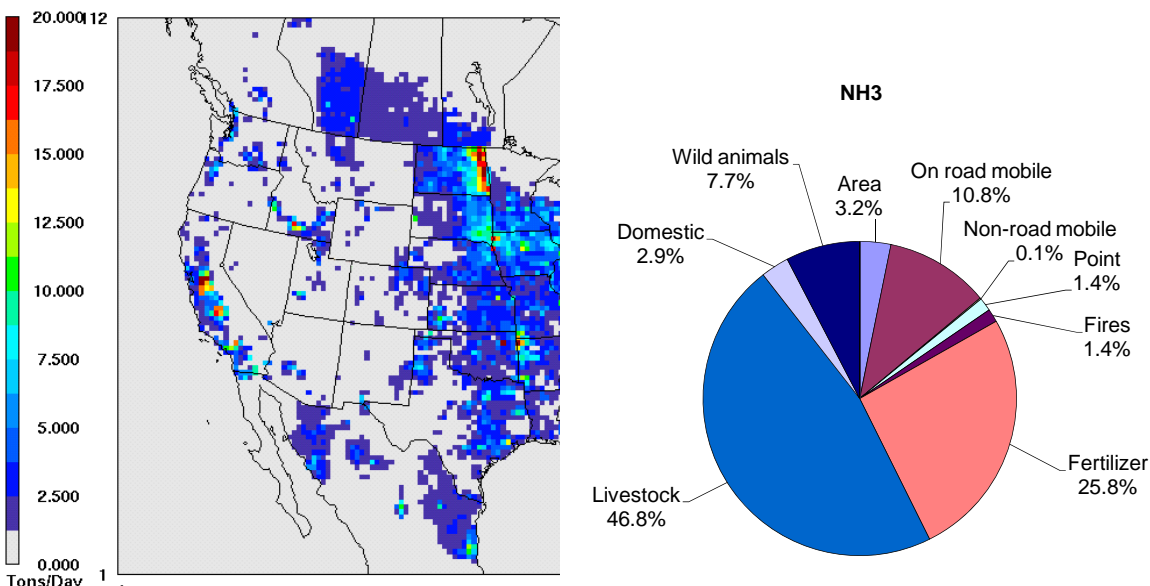 20.000
17.500
15.000
12.500
10.000
7.500
5.000
2.500
0.000
Tons/Day
112
1
NH3
Wild animals
7.7%
Area
3.2%
On road mobile
10.8%
Domestic
2.9%
Non-road mobile
0.1%
Point
1.4%
Fires
1.4%
Livestock
46.8%
Fertilizer
25.8%